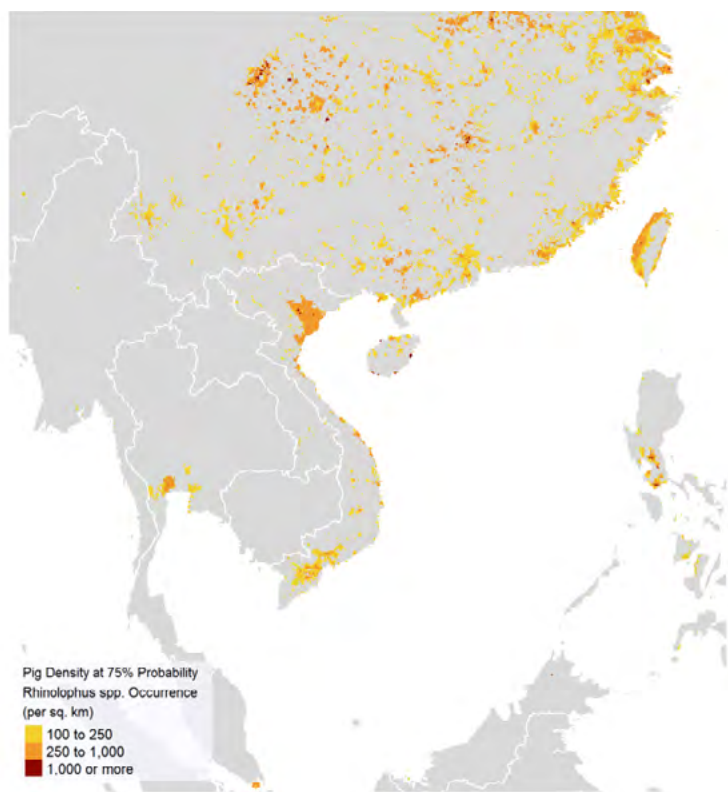 Pig Density at 75% Probability
Rhinolophus spp. Occurrence
(per sq. km)
100 to 250
250 to 1,000
1,000 or more